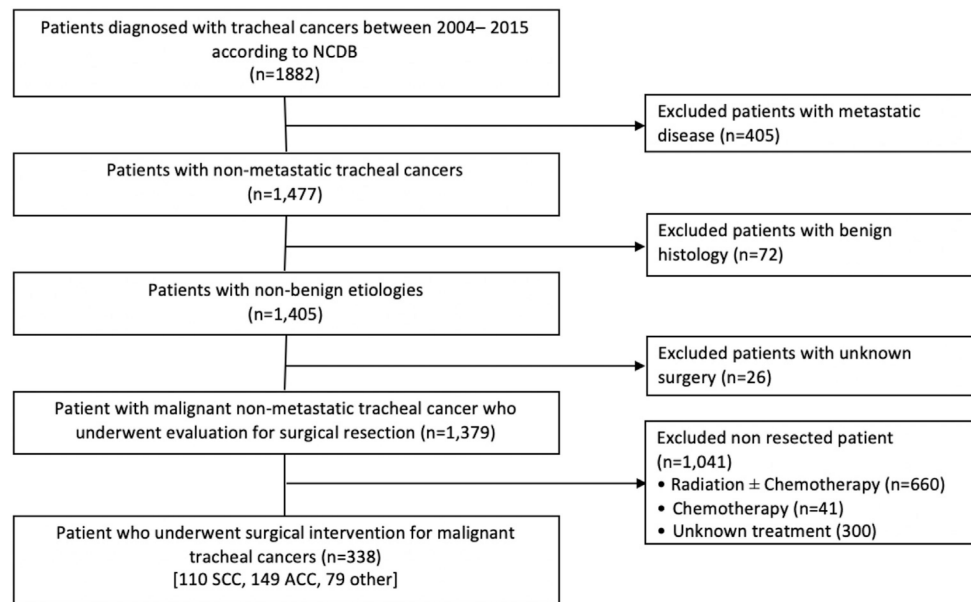 Patients diagnosed with tracheal cancers between 2004– 2015
according to NCDB
(n=1882)
Excluded patients with metastatic
disease (n=405)
Patients with non-metastatic tracheal cancers
(n=1,477)
Excluded patients with benign
histology (n=72)
Patients with non-benign etiologies
(n=1,405)
Excluded patients with unknown
surgery (n=26)
Patient with malignant non-metastatic tracheal cancer who
underwent evaluation for surgical resection (n=1,379)
Excluded non resected patient
(n=1,041)
• Radiation ± Chemotherapy (n=660)
• Chemotherapy (n=41)
• Unknown treatment (300)
Patient who underwent surgical intervention for malignant
tracheal cancers (n=338)
[110 SCC, 149 ACC, 79 other]